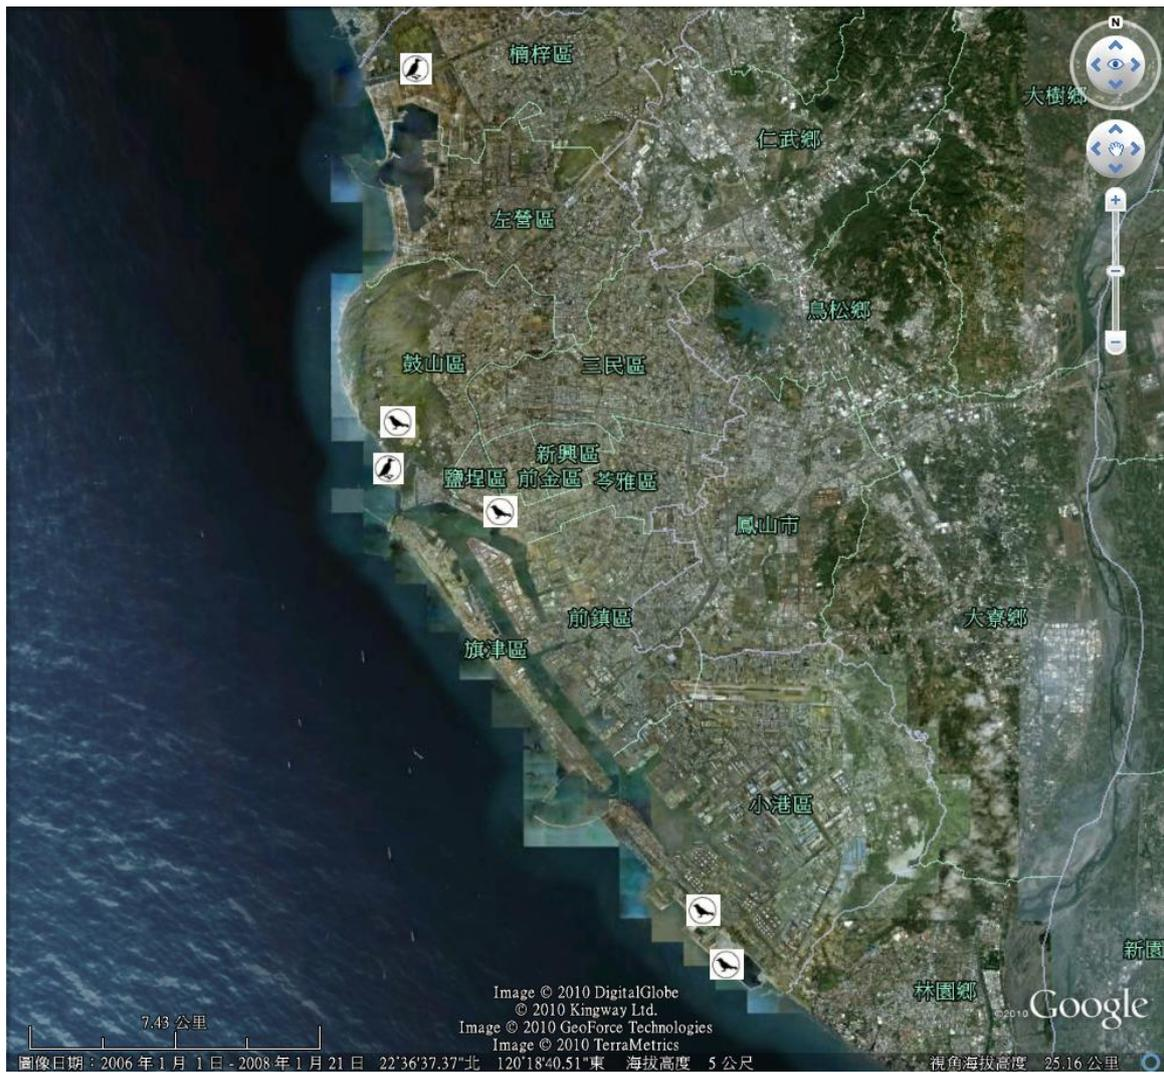 N
楠梓區
大樹鄉
仁武鄉
左營區
鳥松鄉
鼓山區
三民區
新興區
鹽埕區 前金區 苓雅區
鳳山市
前鎮區
大寮鄉
旗津區
小港區
新園
林園鄉
Image © 2010 DigitalGlobe
© 2010 Kingway Ltd.
Image © 2010 GeoForce Technologies
Image © 2010 TerraMetrics
©2010 Google
7.43 公里
圖像日期：2006 年 1 月 1日 - 2008 年 1 月 21 日 22°36'37.37"北 120°18'40.51"東 海拔高度 5 公尺 視角海拔高度 25.16 公里